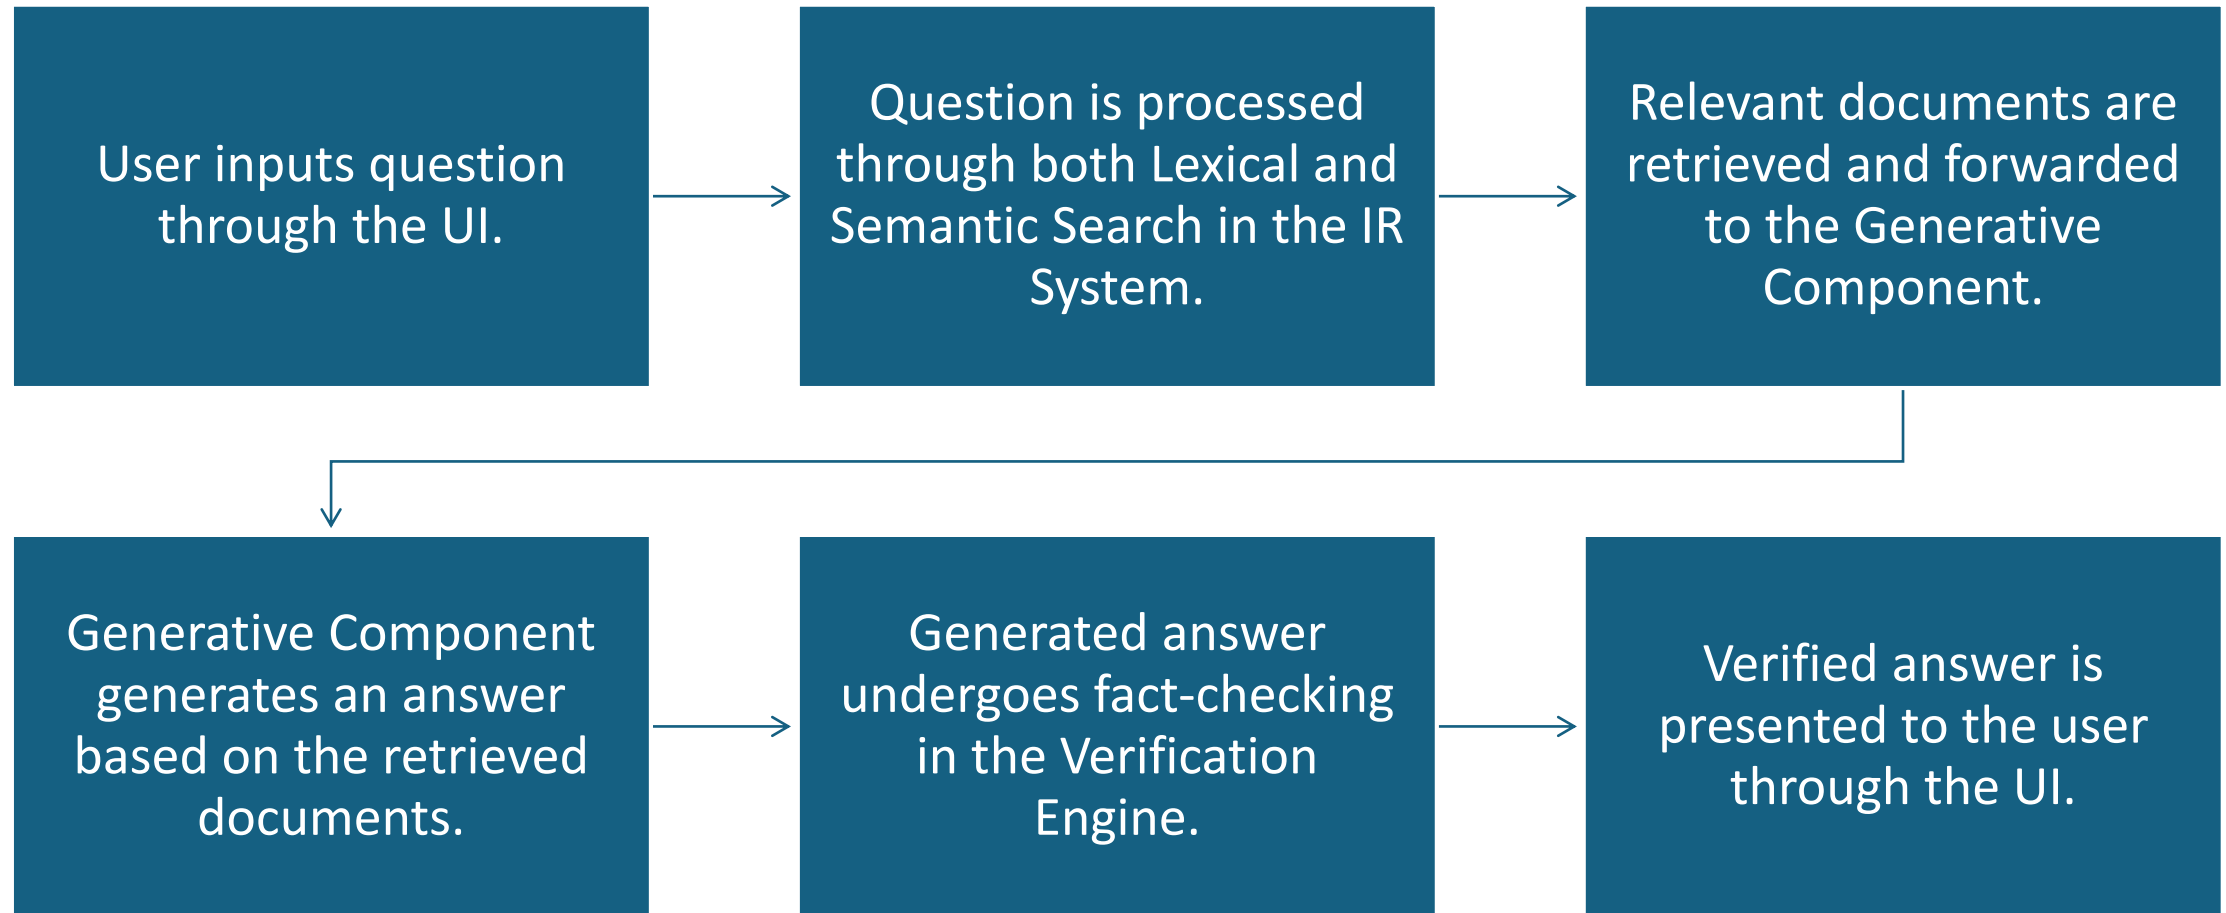 User inputs question
through the UI.
Question is processed
through both Lexical and
Semantic Search in the IR
System.
Relevant documents are
retrieved and forwarded
to the Generative
Component.
Generative Component
generates an answer
based on the retrieved
documents.
Generated answer
undergoes fact-checking
in the Verification
Engine.
Verified answer is
presented to the user
through the UI.